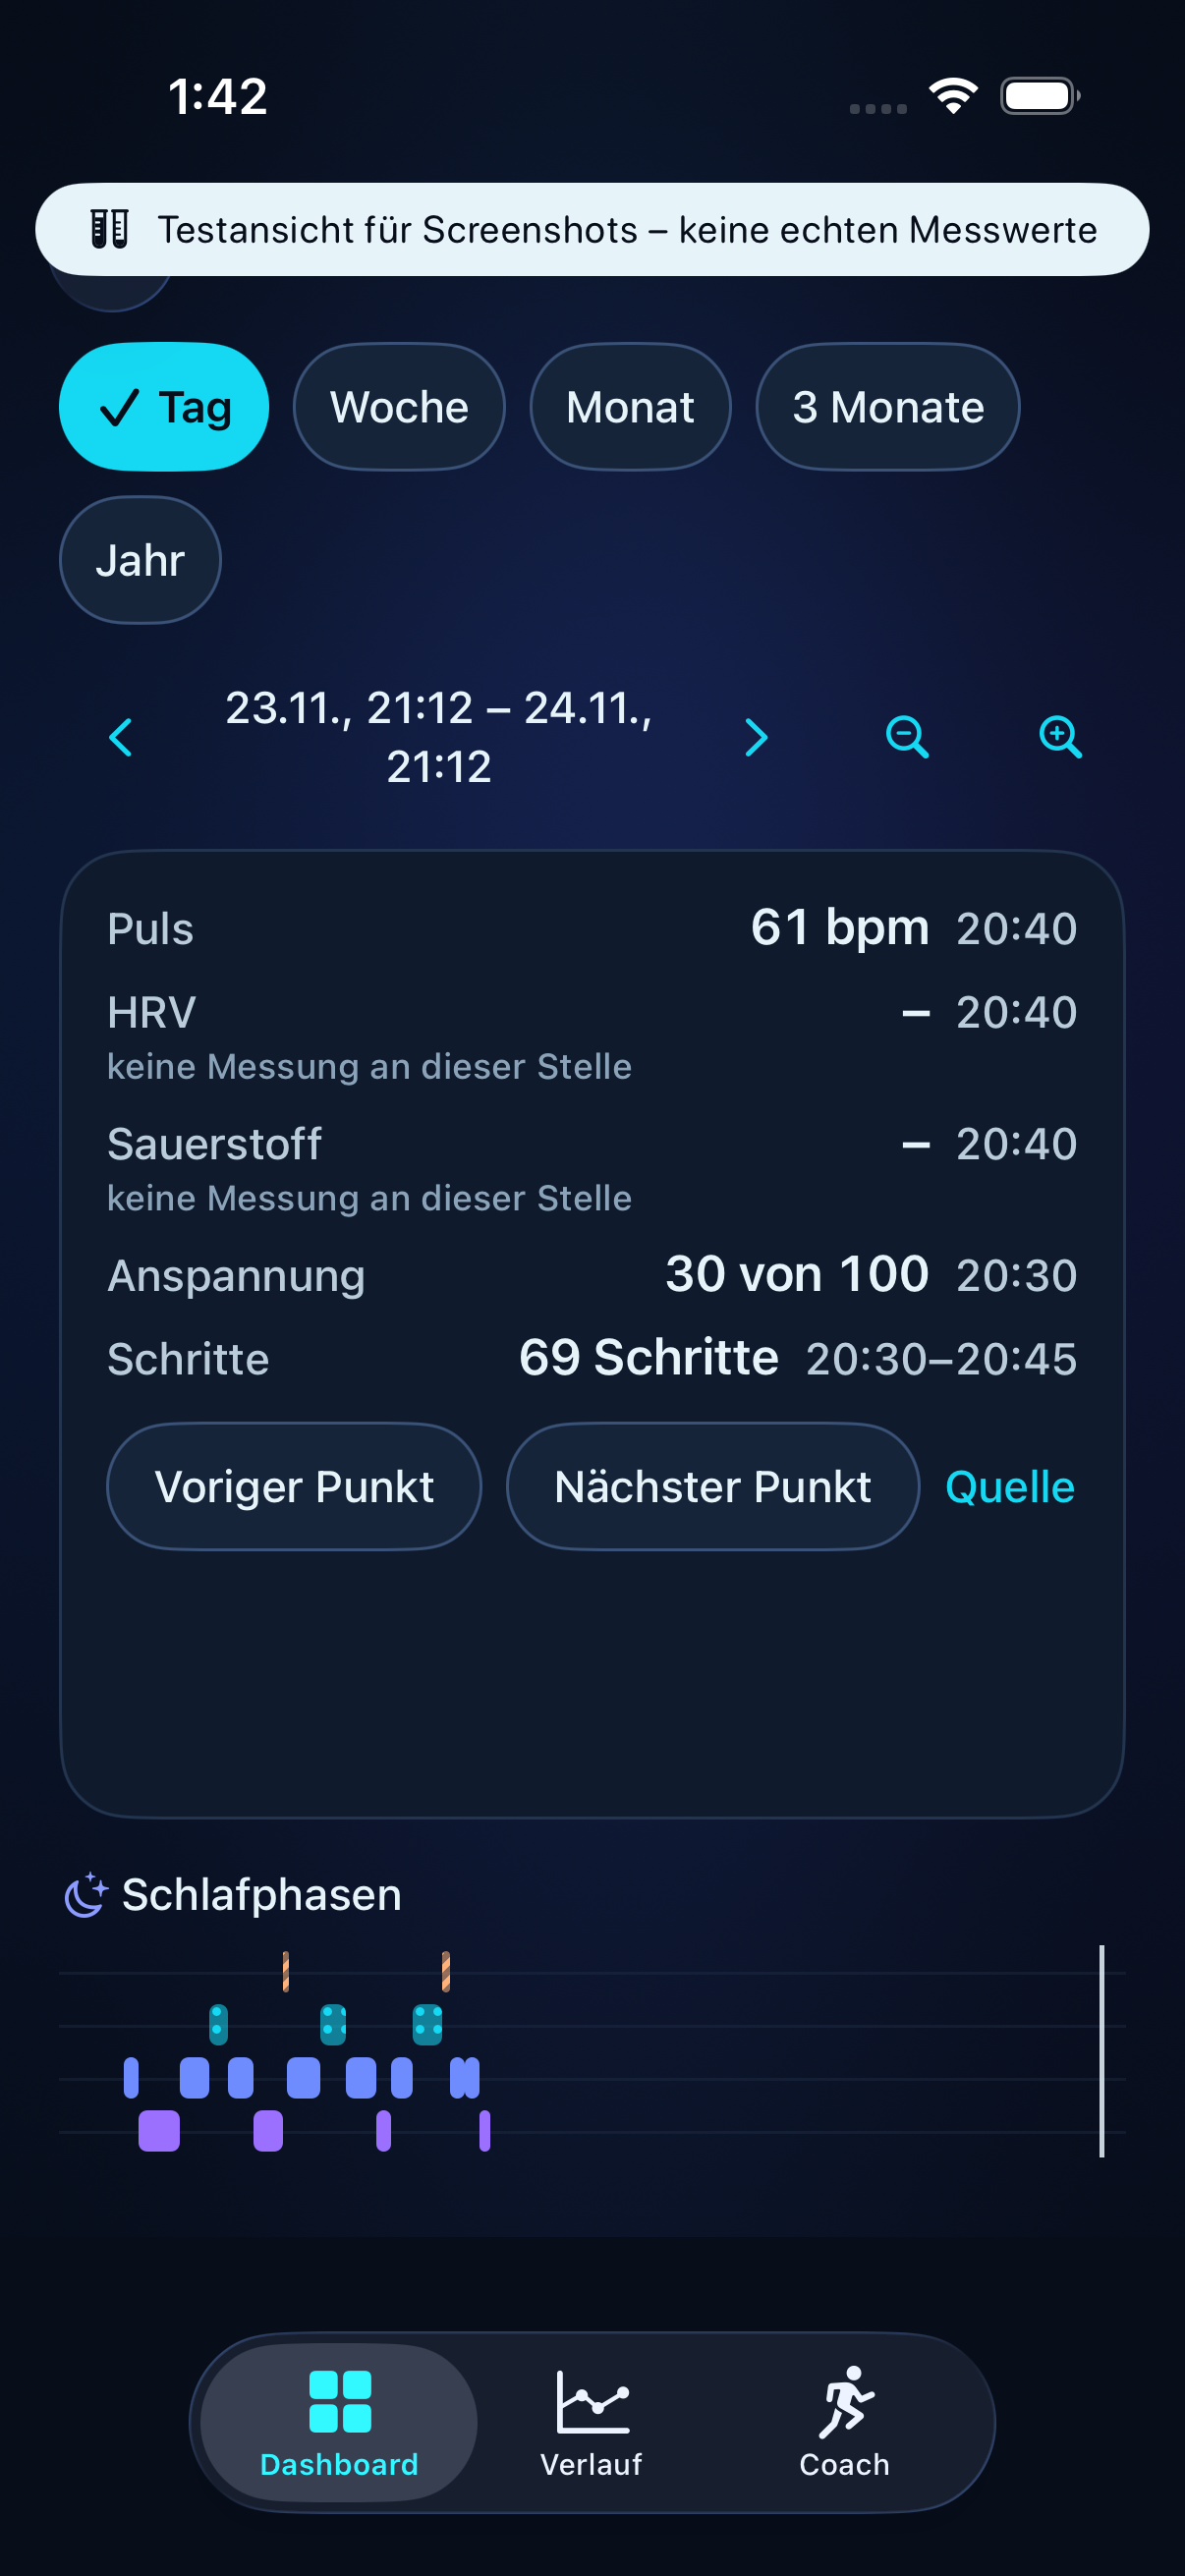 1:42
Testansicht für Screenshots – keine echten Messwerte
Tag
Woche
Monat
3 Monate
Jahr
23.11., 21:12 – 24.11.,
21:12
Puls 61 bpm 20:40
HRV – 20:40
keine Messung an dieser Stelle
Sauerstoff – 20:40
keine Messung an dieser Stelle
Anspannung 30 von 100 20:30
Schritte 69 Schritte 20:30–20:45
Voriger Punkt
Nächster Punkt
Quelle
Schlafphasen
Dashboard
Verlauf
Coach